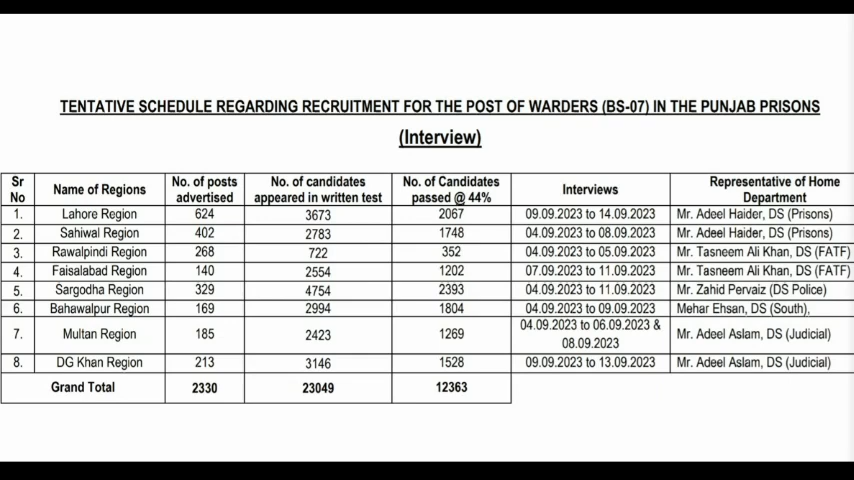 TENTATIVE SCHEDULE REGARDING RECRUITMENT FOR THE POST OF WARDERS (BS-07) IN THE PUNJAB PRISONS
(Interview)
Sr No | Name of Regions | No. of posts advertised | No. of candidates appeared in written test | No. of Candidates passed @ 44% | Interviews | Representative of Home Department
1. | Lahore Region | 624 | 3673 | 2067 | 09.09.2023 to 14.09.2023 | Mr. Adeel Haider, DS (Prisons)
2. | Sahiwal Region | 402 | 2783 | 1748 | 04.09.2023 to 08.09.2023 | Mr. Adeel Haider, DS (Prisons)
3. | Rawalpindi Region | 268 | 722 | 352 | 04.09.2023 to 05.09.2023 | Mr. Tasneem Ali Khan, DS (FATF)
4. | Faisalabad Region | 140 | 2554 | 1202 | 07.09.2023 to 11.09.2023 | Mr. Tasneem Ali Khan, DS (FATF)
5. | Sargodha Region | 329 | 4754 | 2393 | 04.09.2023 to 11.09.2023 | Mr. Zahid Pervaiz (DS Police)
6. | Bahawalpur Region | 169 | 2994 | 1804 | 04.09.2023 to 09.09.2023 | Mehar Ehsan, DS (South),
7. | Multan Region | 185 | 2423 | 1269 | 04.09.2023 to 06.09.2023 & 08.09.2023 | Mr. Adeel Aslam, DS (Judicial)
8. | DG Khan Region | 213 | 3146 | 1528 | 09.09.2023 to 13.09.2023 | Mr. Adeel Aslam, DS (Judicial)
Grand Total | 2330 | 23049 | 12363